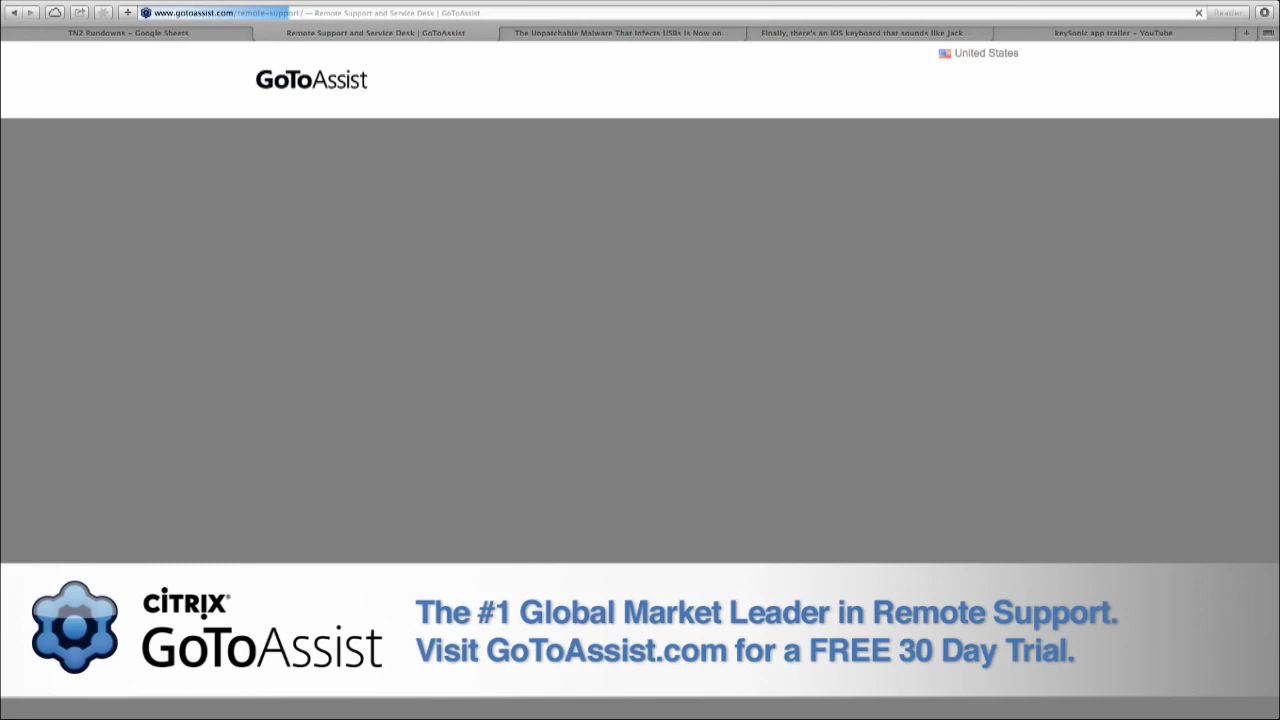 www.gotoassist.com/remote-support/ — Remote Support and Service Desk | GoToAssist
Reader
TN2 Rundowns – Google Sheets
Remote Support and Service Desk | GoToAssist
The Unpatchable Malware That Infects USBs Is Now on...
Finally, there's an iOS keyboard that sounds like Jack...
keySonic app trailer – YouTube
United States
GoToAssist
CITRIX®
GoToAssist
The #1 Global Market Leader in Remote Support.
Visit GoToAssist.com for a FREE 30 Day Trial.